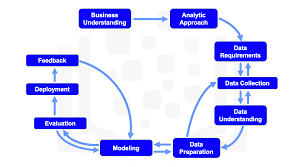 Business
Understanding
Analytic
Approach
Feedback
Data
Requirements
Deployment
Data Collection
Data
Understanding
Evaluation
Modeling
Data
Preparation